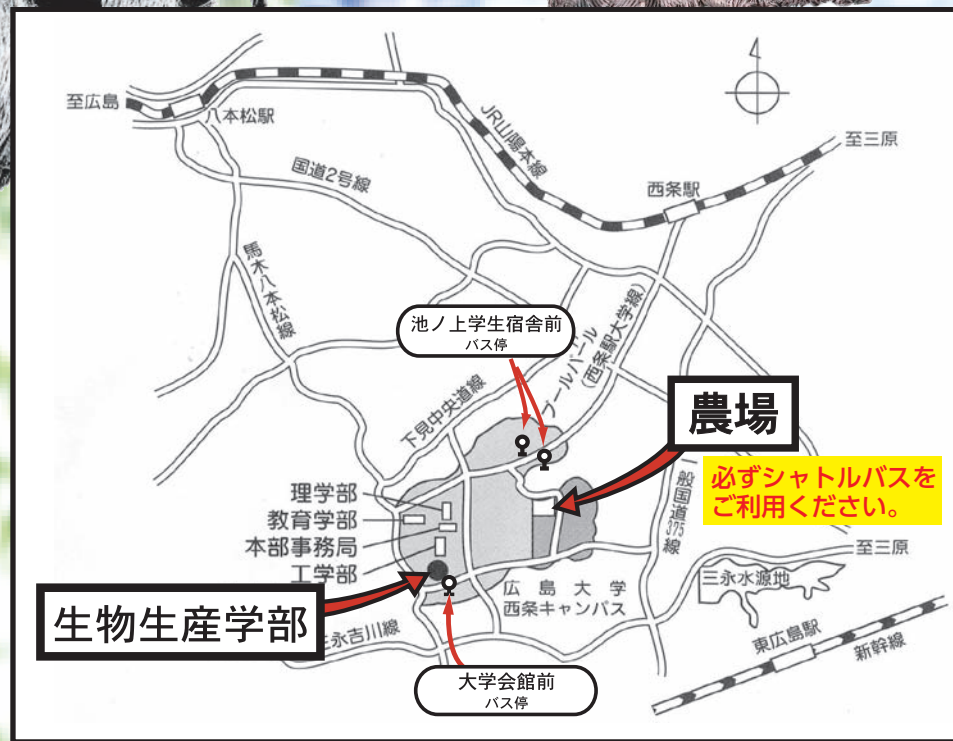 至広島
八本松駅
JR山陽本線
至三原
国道2号線
西条駅
馬木八本松線
池ノ上学生宿舎前
バス停
ブールバール
(西条駅大学線)
下見中央道線
農場
必ずシャトルバスを
ご利用ください。
一般国道375線
理学部
教育学部
本部事務局
工学部
至三原
三永水源地
広島大学
西条キャンパス
生物生産学部
永吉川線
東広島駅
新幹線
大学会館前
バス停